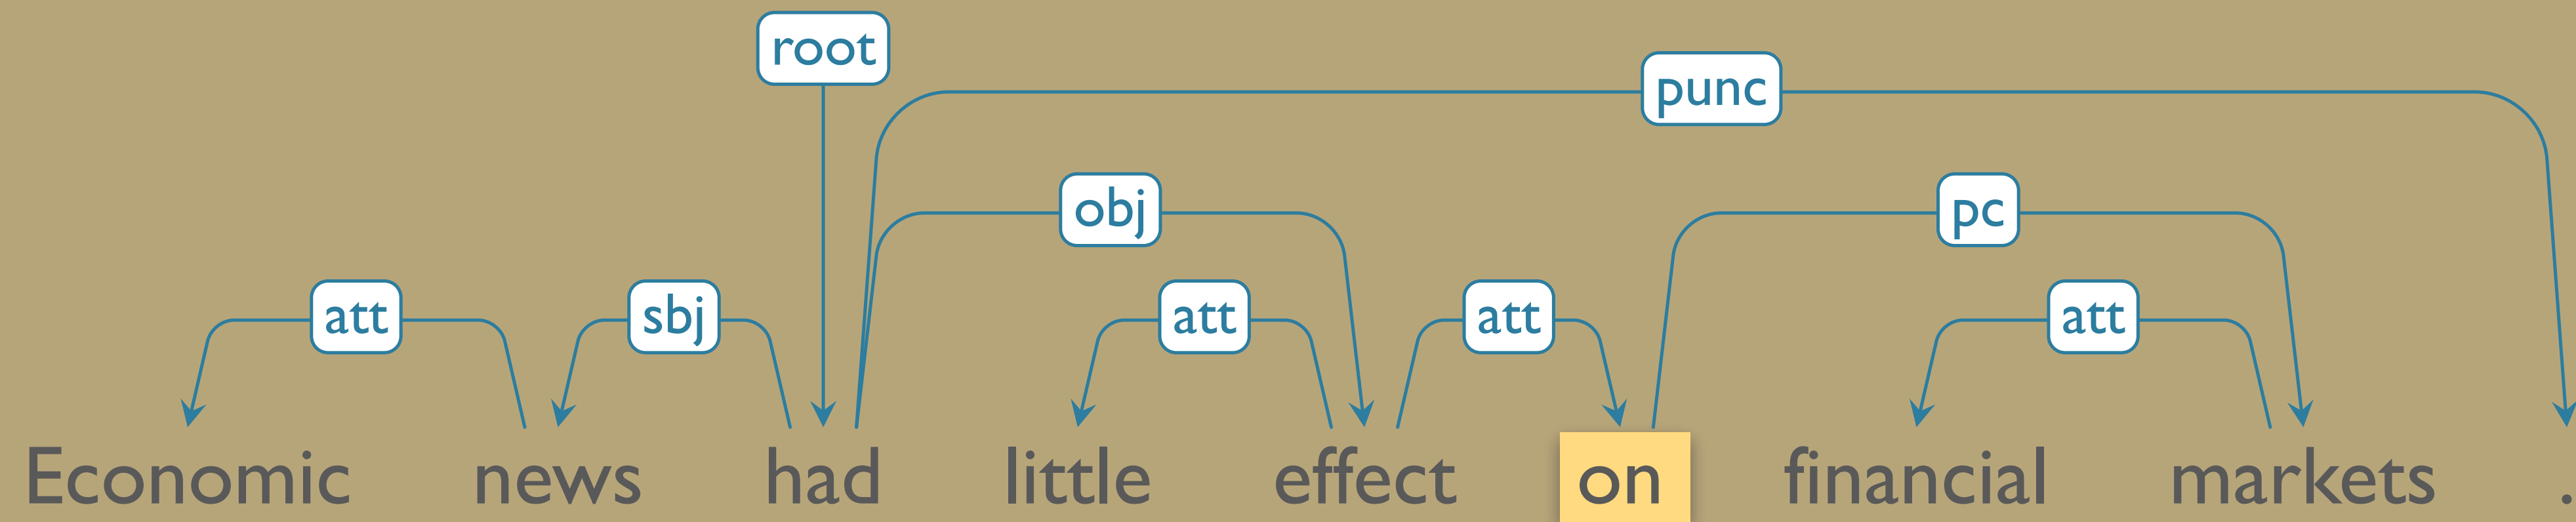 root
punc
obj pc
att sbj att att att
Economic news had little effect on financial markets .